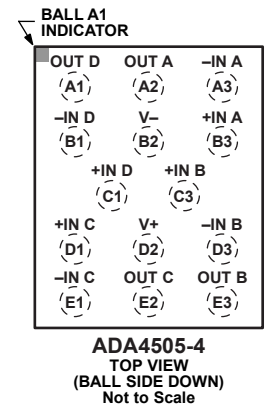 BALL A1
INDICATOR
OUT D OUT A –IN A
A1 A2 A3
–IN D V– +IN A
B1 B2 B3
+IN D +IN B
C1 C3
+IN C V+ –IN B
D1 D2 D3
–IN C OUT C OUT B
E1 E2 E3
ADA4505-4
TOP VIEW
(BALL SIDE DOWN)
Not to Scale